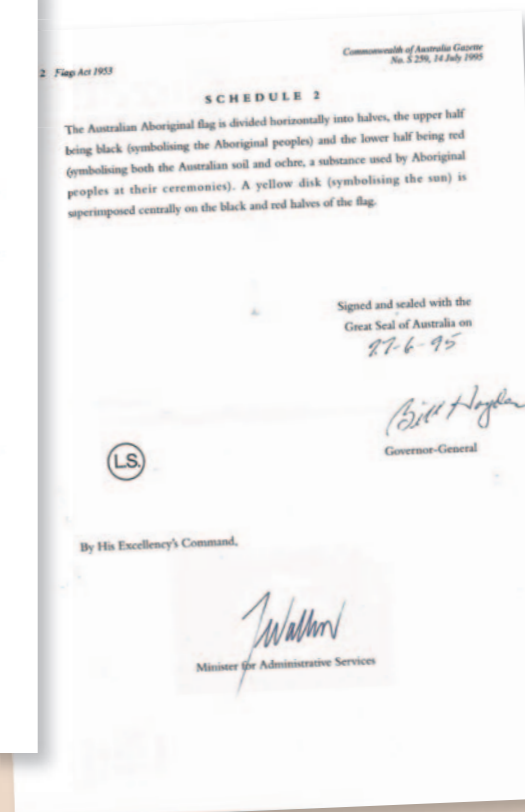 Commonwealth of Australia Gazette
No. S 259, 14 July 1995
2 Flags Act 1953
SCHEDULE 2
The Australian Aboriginal flag is divided horizontally into halves, the upper half
being black (symbolising the Aboriginal peoples) and the lower half being red
(symbolising both the Australian soil and ochre, a substance used by Aboriginal
peoples at their ceremonies). A yellow disk (symbolising the sun) is
superimposed centrally on the black and red halves of the flag.
Signed and sealed with the
Great Seal of Australia on
27-6-95
Bill Hayden
Governor-General
L.S.
By His Excellency's Command,
Minister for Administrative Services